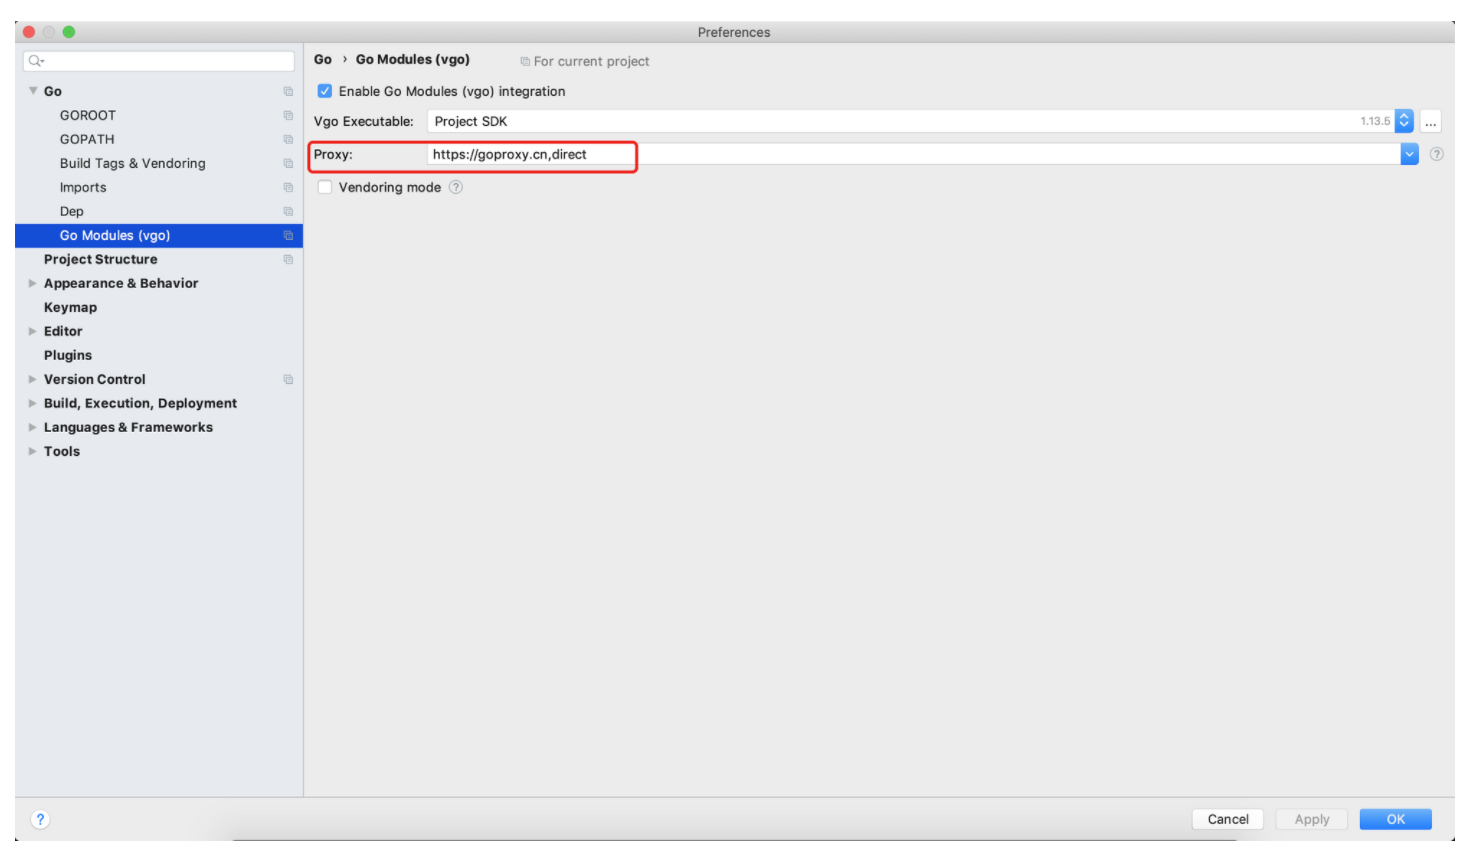 Preferences
Go › Go Modules (vgo) For current project
Go
GOROOT
GOPATH
Build Tags & Vendoring
Imports
Dep
Go Modules (vgo)
Project Structure
Appearance & Behavior
Keymap
Editor
Plugins
Version Control
Build, Execution, Deployment
Languages & Frameworks
Tools
Enable Go Modules (vgo) integration
Vgo Executable: Project SDK 1.13.5 ...
Proxy: https://goproxy.cn,direct ?
Vendoring mode ?
? Cancel Apply OK